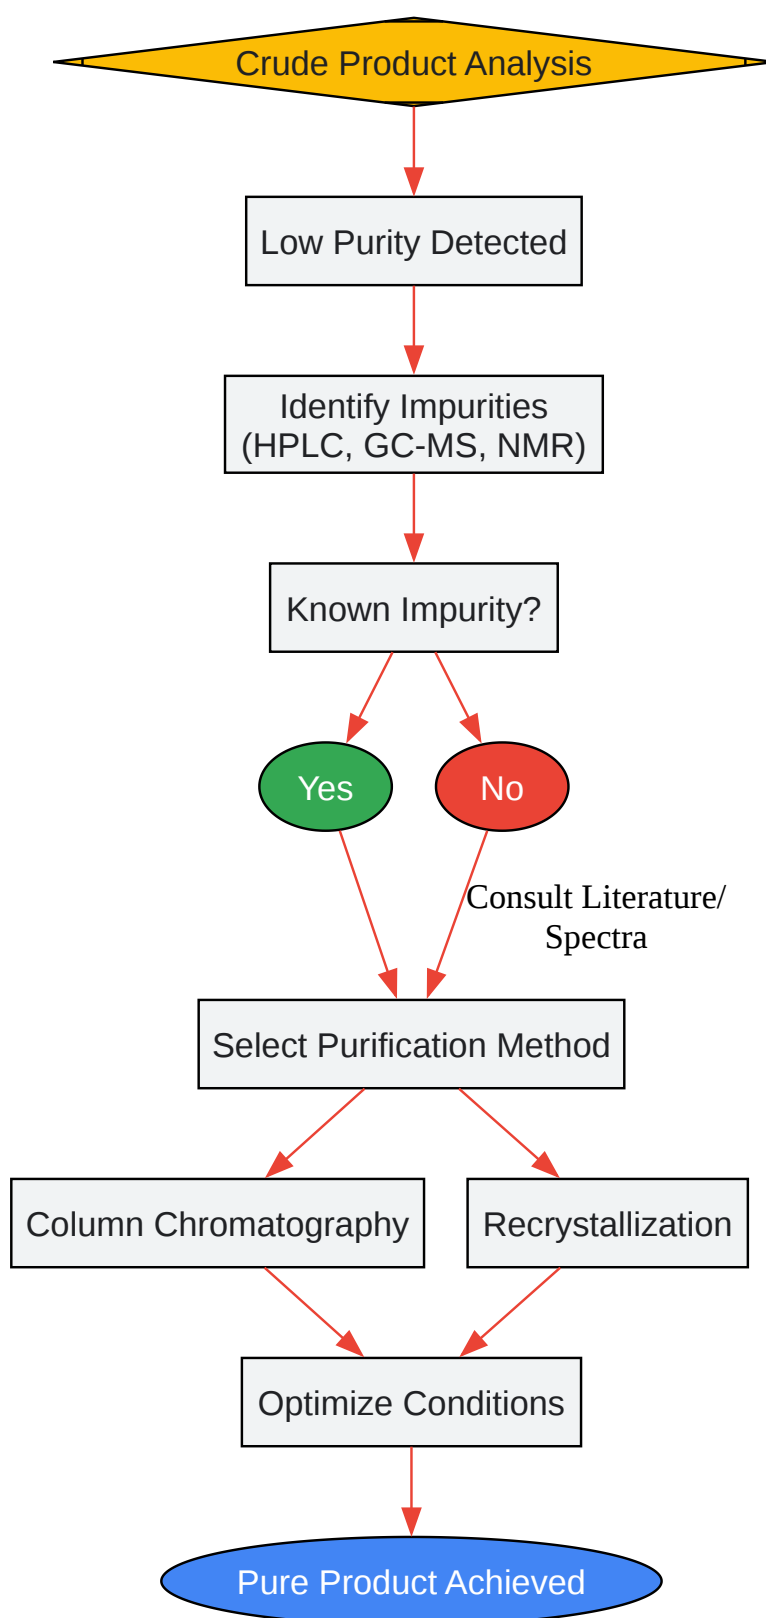 Crude Product Analysis
Low Purity Detected
Identify Impurities
(HPLC, GC-MS, NMR)
Known Impurity?
Yes
No
Consult Literature/
Spectra
Select Purification Method
Column Chromatography
Recrystallization
Optimize Conditions
Pure Product Achieved